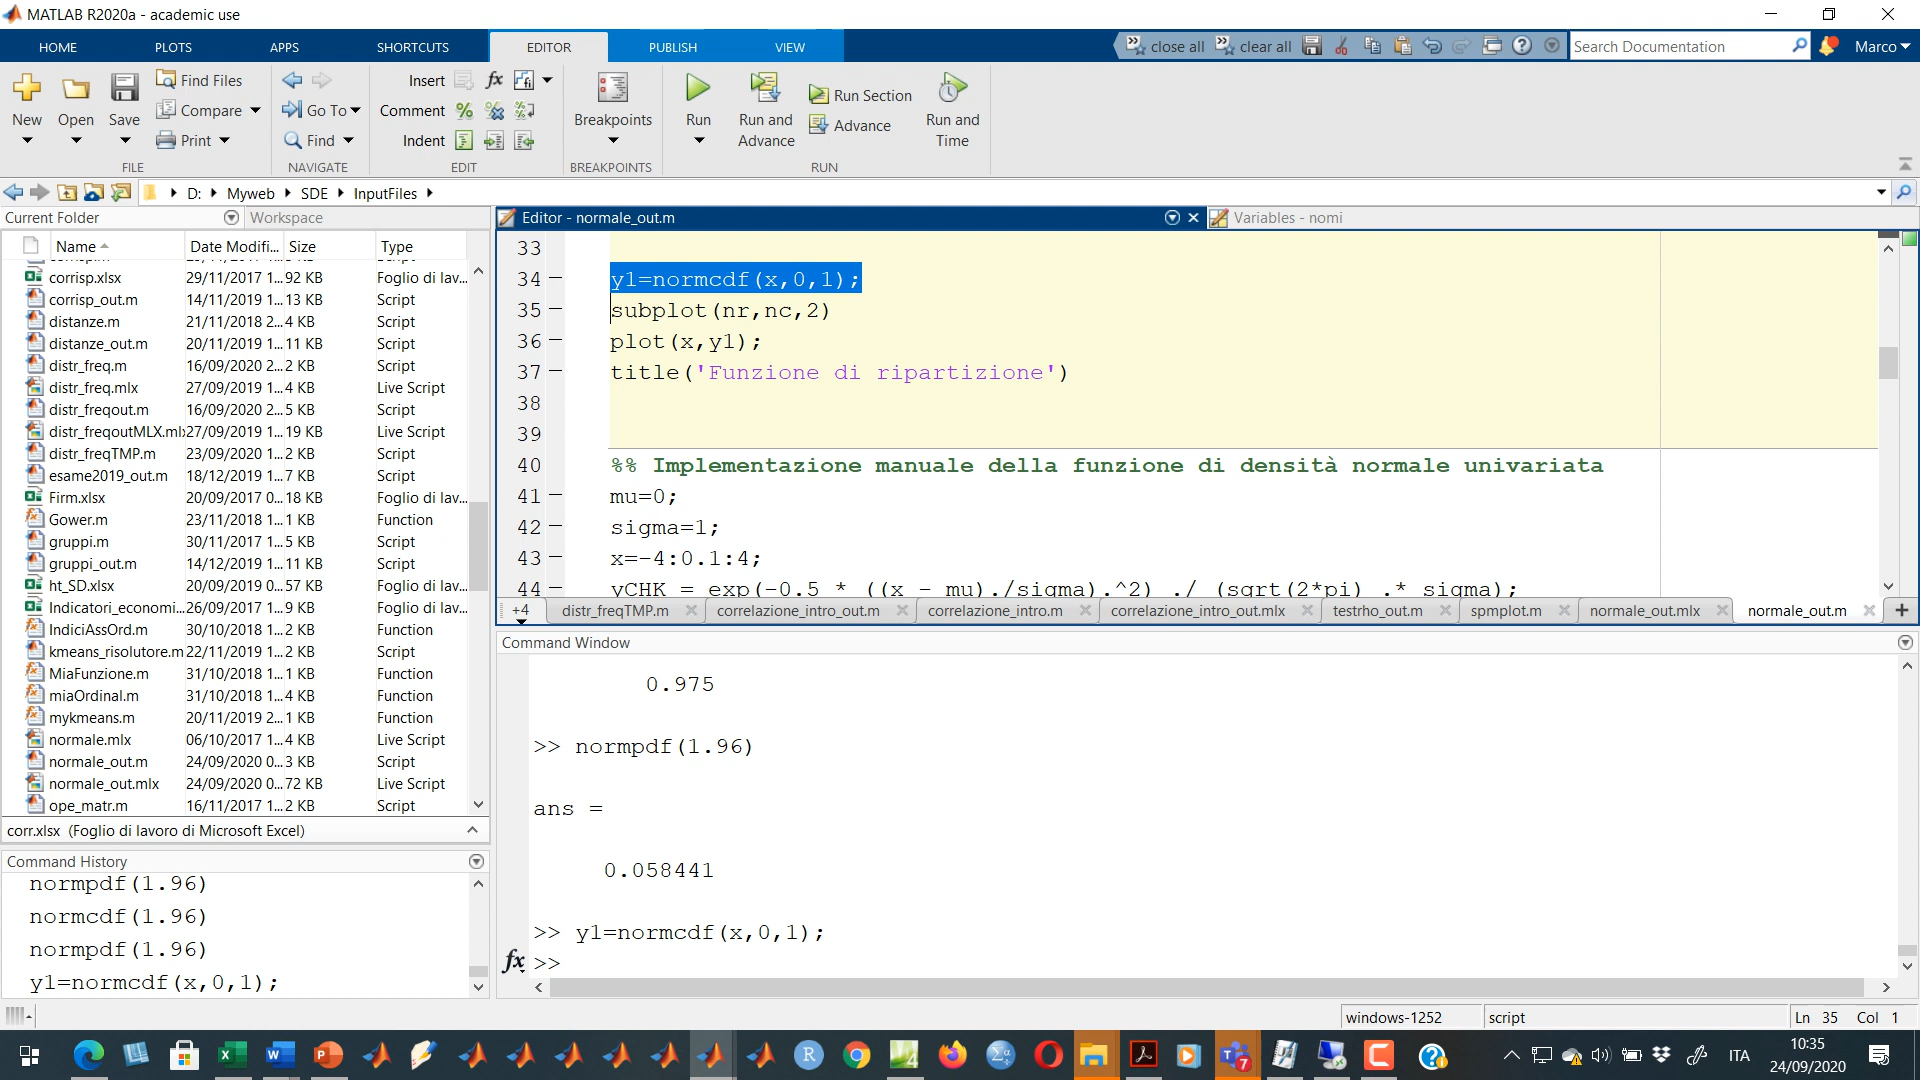 MATLAB R2020a - academic use
HOME PLOTS APPS SHORTCUTS EDITOR PUBLISH VIEW close all clear all Search Documentation Marco
New Open Save Find Files Compare Print
Go To Find
Insert Comment Indent
Breakpoints Run Run and Advance Run Section Advance Run and Time
FILE NAVIGATE EDIT BREAKPOINTS RUN
D: Myweb SDE InputFiles
Current Folder Workspace
Name Date Modifi... Size Type
corrisp.xlsx 29/11/2017 1... 92 KB Foglio di lav...
corrisp_out.m 14/11/2019 1... 13 KB Script
distanze.m 21/11/2018 2... 4 KB Script
distanze_out.m 20/11/2019 1... 11 KB Script
distr_freq.m 16/09/2020 2... 2 KB Script
distr_freq.mlx 27/09/2019 1... 4 KB Live Script
distr_freqout.m 16/09/2020 2... 5 KB Script
distr_freqoutMLX.mlx 27/09/2019 1... 19 KB Live Script
distr_freqTMP.m 23/09/2020 1... 2 KB Script
esame2019_out.m 18/12/2019 1... 7 KB Script
Firm.xlsx 20/09/2017 0... 18 KB Foglio di lav...
Gower.m 23/11/2018 1... 1 KB Function
gruppi.m 30/11/2017 1... 5 KB Script
gruppi_out.m 14/12/2019 1... 11 KB Script
ht_SD.xlsx 20/09/2019 0... 57 KB Foglio di lav...
Indicatori_economi... 26/09/2017 1... 9 KB Foglio di lav...
IndiciAssOrd.m 30/10/2018 1... 2 KB Function
kmeans_risolutore.m 22/11/2019 1... 2 KB Script
MiaFunzione.m 31/10/2018 1... 1 KB Function
miaOrdinal.m 31/10/2018 1... 4 KB Function
mykmeans.m 20/11/2019 2... 1 KB Function
normale.mlx 06/10/2017 1... 4 KB Live Script
normale_out.m 24/09/2020 0... 3 KB Script
normale_out.mlx 24/09/2020 0... 72 KB Live Script
ope_matr.m 16/11/2017 1... 2 KB Script
corr.xlsx (Foglio di lavoro di Microsoft Excel)
Command History
normpdf(1.96)
normcdf(1.96)
normpdf(1.96)
y1=normcdf(x,0,1);
Editor - normale_out.m Variables - nomi
33
34 y1=normcdf(x,0,1);
35 subplot(nr,nc,2)
36 plot(x,y1);
37 title('Funzione di ripartizione')
38
39
40 %% Implementazione manuale della funzione di densità normale univariata
41 mu=0;
42 sigma=1;
43 x=-4:0.1:4;
44 yCHK = exp(-0.5 * ((x - mu)./sigma).^2) ./ (sqrt(2*pi) .* sigma);
+4 distr_freqTMP.m correlazione_intro_out.m correlazione_intro.m correlazione_intro_out.mlx testrho_out.m spmplot.m normale_out.mlx normale_out.m
Command Window
0.975
>> normpdf(1.96)
ans =
0.058441
>> y1=normcdf(x,0,1);
fx >>
windows-1252 script Ln 35 Col 1
ITA 10:35
24/09/2020